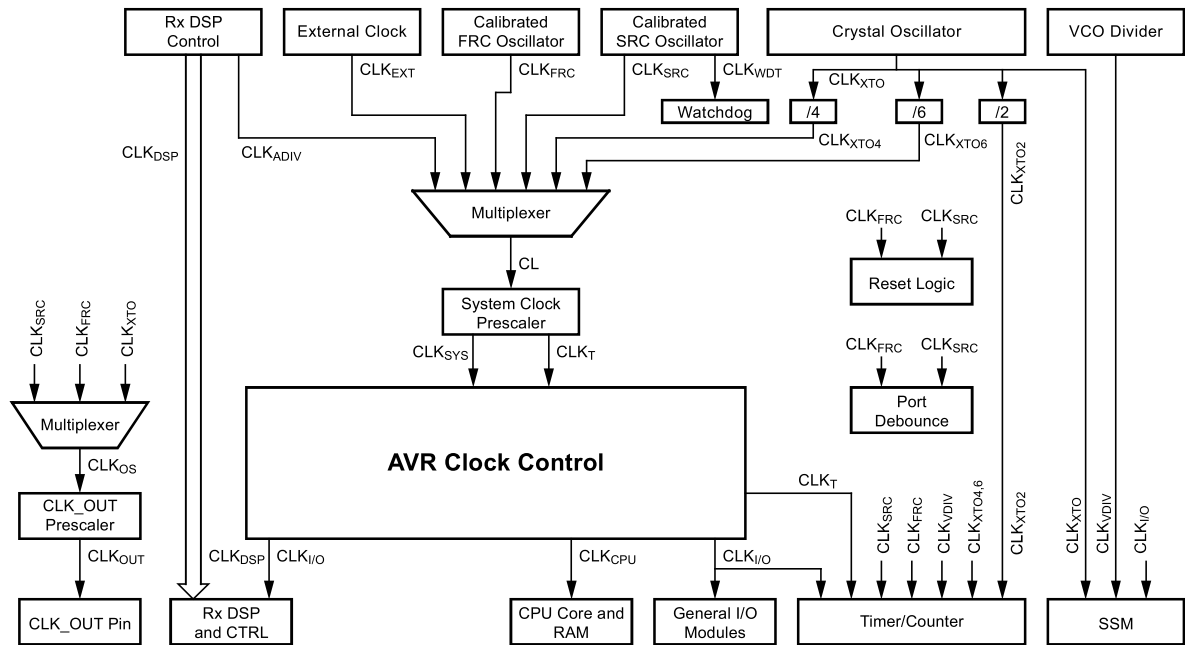 Rx DSP
Control
External Clock
Calibrated
FRC Oscillator
Calibrated
SRC Oscillator
Crystal Oscillator
VCO Divider
CLKEXT
CLKFRC
CLKSRC
CLKWDT
CLKXTO
Watchdog
/4
/6
/2
CLKDSP
CLKADIV
CLKXTO4
CLKXTO6
CLKXTO2
Multiplexer
CL
System Clock
Prescaler
CLKSYS
CLKT
CLKFRC
CLKSRC
Reset Logic
CLKFRC
CLKSRC
Port
Debounce
CLKSRC
CLKFRC
CLKXTO
Multiplexer
CLKOS
CLK_OUT
Prescaler
CLKOUT
CLK_OUT Pin
AVR Clock Control
CLKT
CLKSRC
CLKFRC
CLKVDIV
CLKXTO4,6
CLKXTO2
CLKXTO
CLKVDIV
CLKI/O
CLKDSP
CLKI/O
CLKCPU
CLKI/O
Rx DSP
and CTRL
CPU Core and
RAM
General I/O
Modules
Timer/Counter
SSM